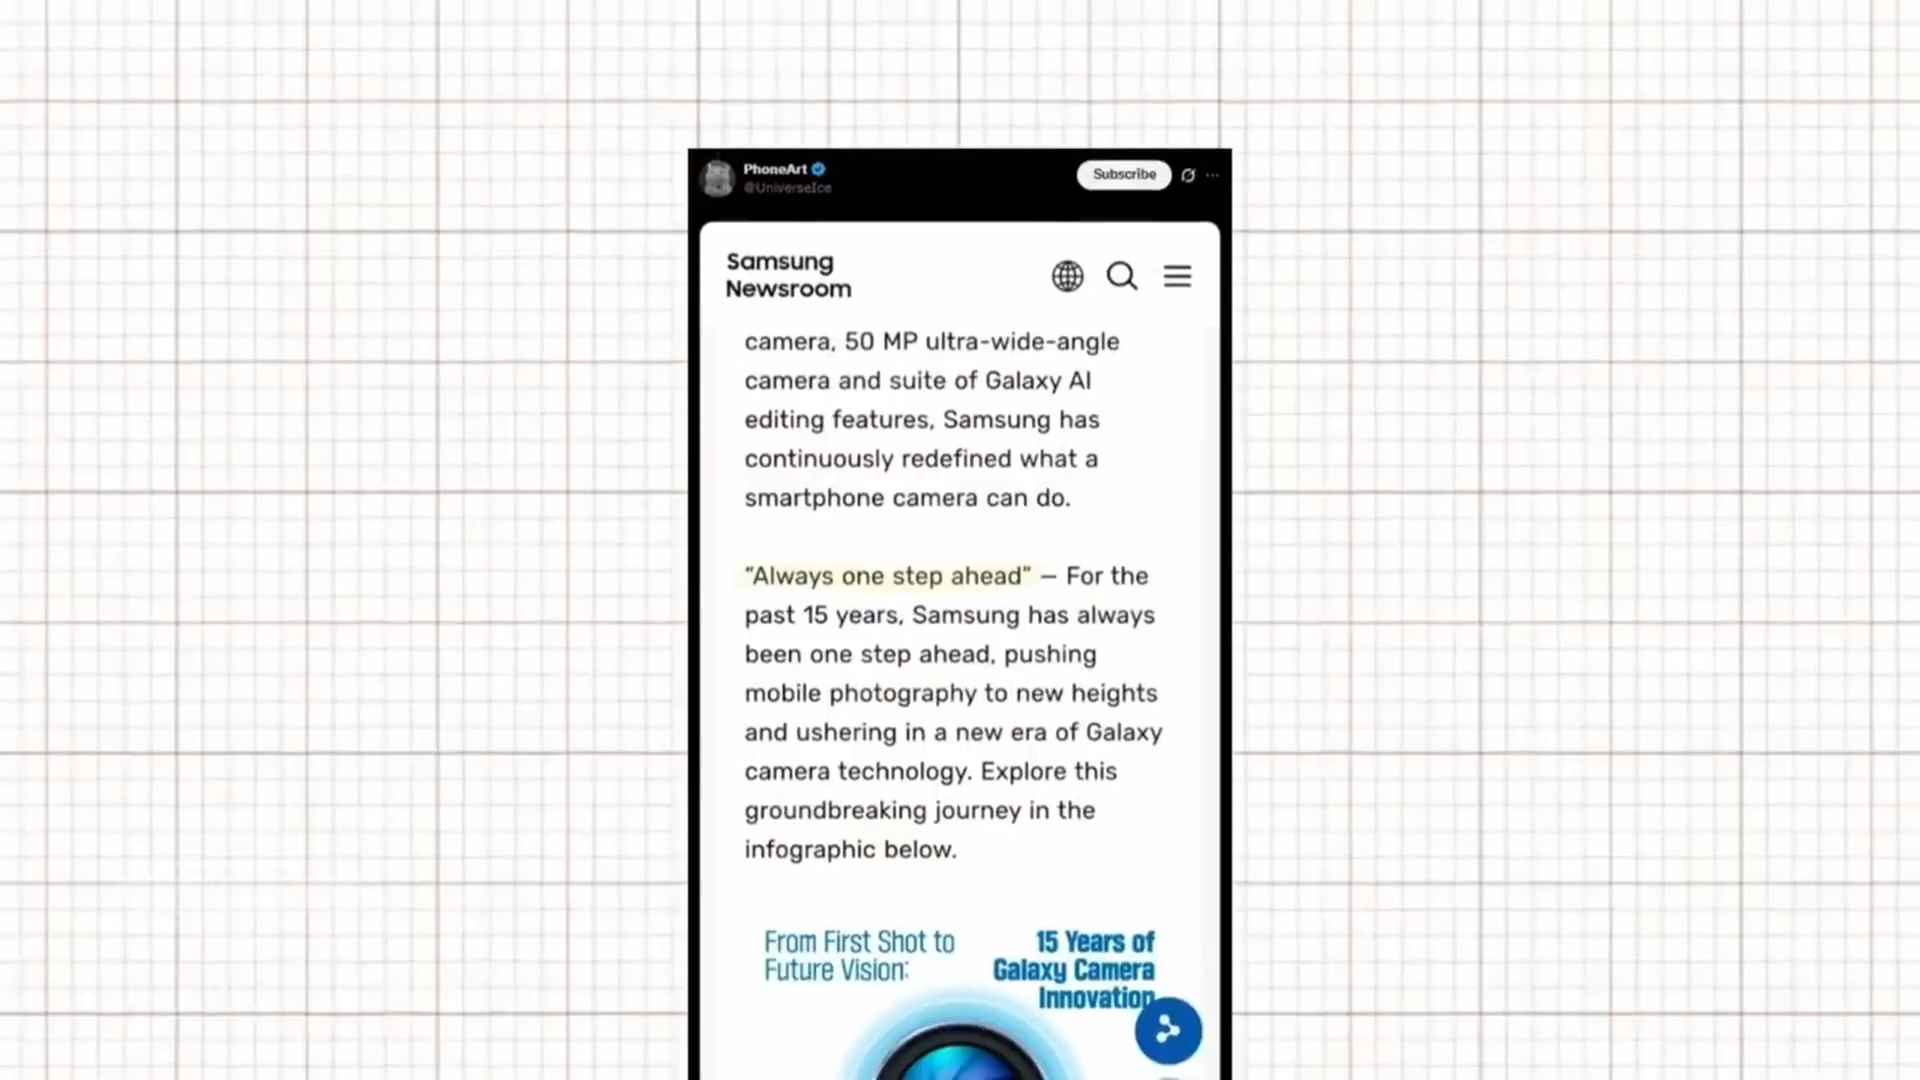 PhoneArt
@UniverseIce
Subscribe
Samsung
Newsroom
camera, 50 MP ultra-wide-angle
camera and suite of Galaxy AI
editing features, Samsung has
continuously redefined what a
smartphone camera can do.
“Always one step ahead” – For the
past 15 years, Samsung has always
been one step ahead, pushing
mobile photography to new heights
and ushering in a new era of Galaxy
camera technology. Explore this
groundbreaking journey in the
infographic below.
From First Shot to
Future Vision:
15 Years of
Galaxy Camera
Innovation